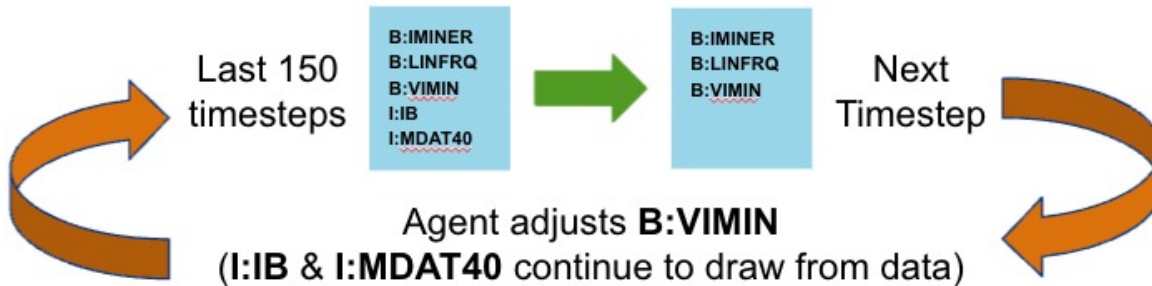 Last 150
timesteps
B:IMINER
B:LINFRQ
B:VIMIN
I:IB
I:MDAT40
B:IMINER
B:LINFRQ
B:VIMIN
Next
Timestep
Agent adjusts B:VIMIN
(I:IB & I:MDAT40 continue to draw from data)